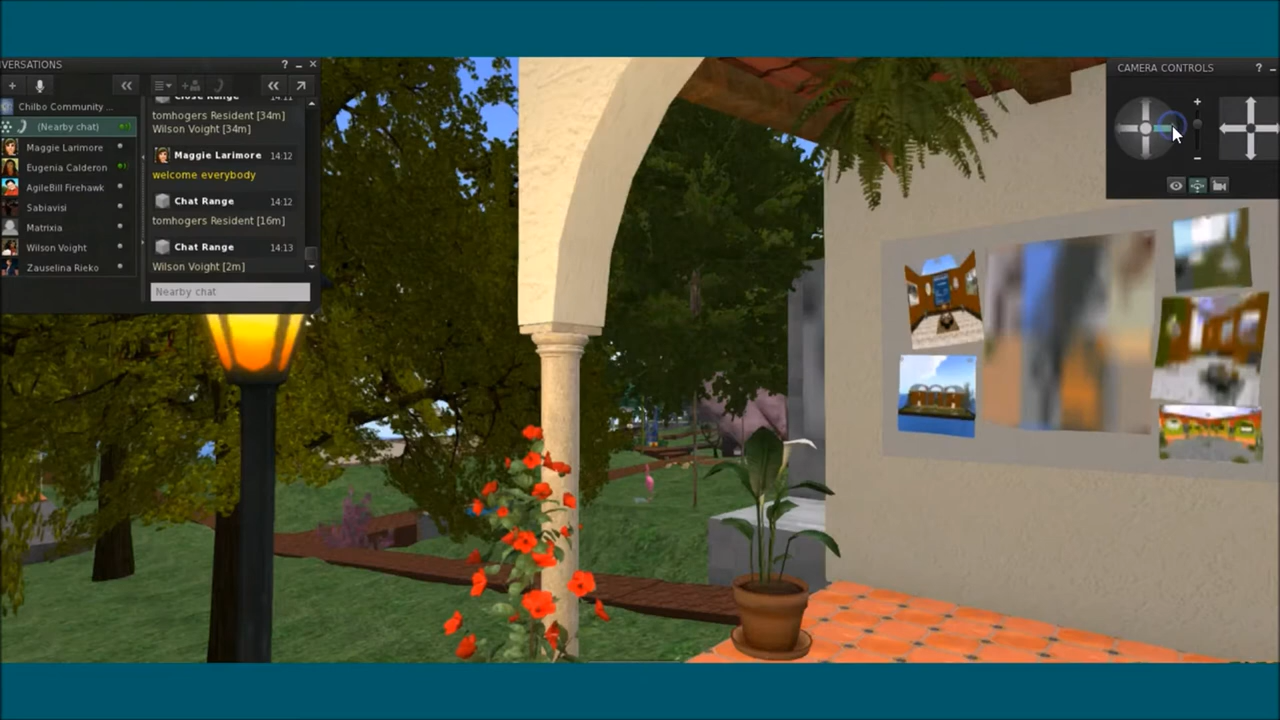 VERSATIONS
Chilbo Community ...
(Nearby chat)
Maggie Larimore
Eugenia Calderon
AgileBill Firehawk
Sabiavisi
Matrixia
Wilson Voight
Zauselina Rieko
Close Range 14:11
tomhogers Resident [34m]
Wilson Voight [34m]
Maggie Larimore 14:12
welcome everybody
Chat Range 14:12
tomhogers Resident [16m]
Chat Range 14:13
Wilson Voight [2m]
Nearby chat
CAMERA CONTROLS